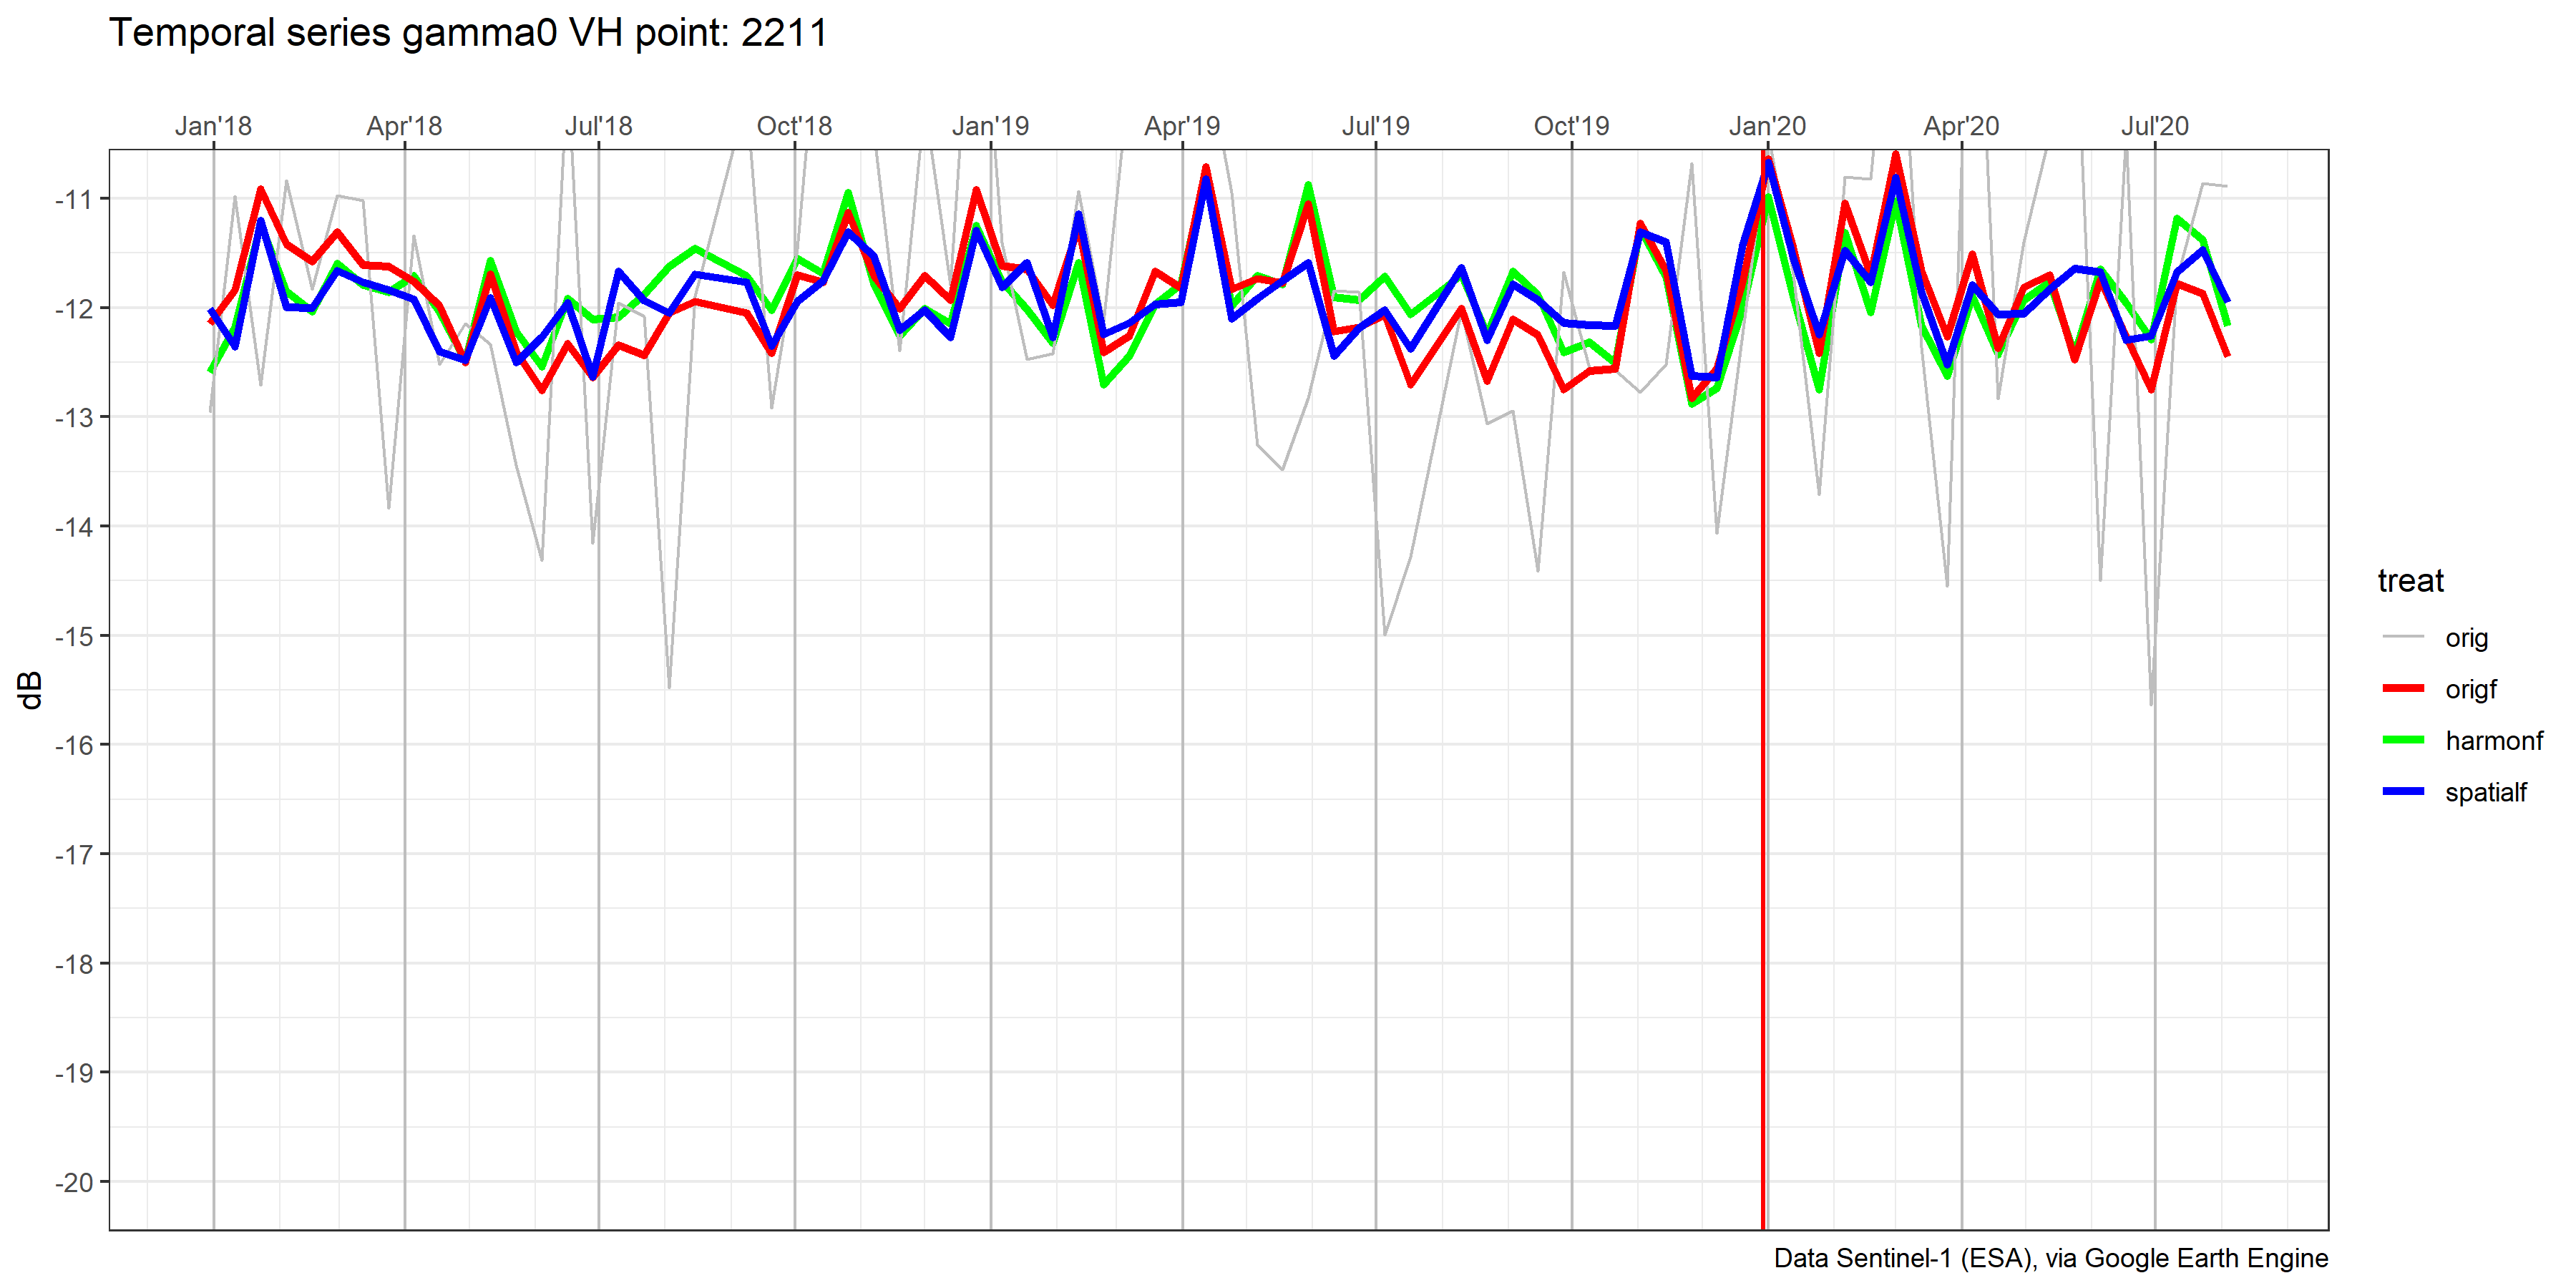 Temporal series gamma0 VH point: 2211
Jan'18 Apr'18 Jul'18 Oct'18 Jan'19 Apr'19 Jul'19 Oct'19 Jan'20 Apr'20 Jul'20
-11
-12
-13
-14
-15
-16
-17
-18
-19
-20
dB
treat
orig
origf
harmonf
spatialf
Data Sentinel-1 (ESA), via Google Earth Engine